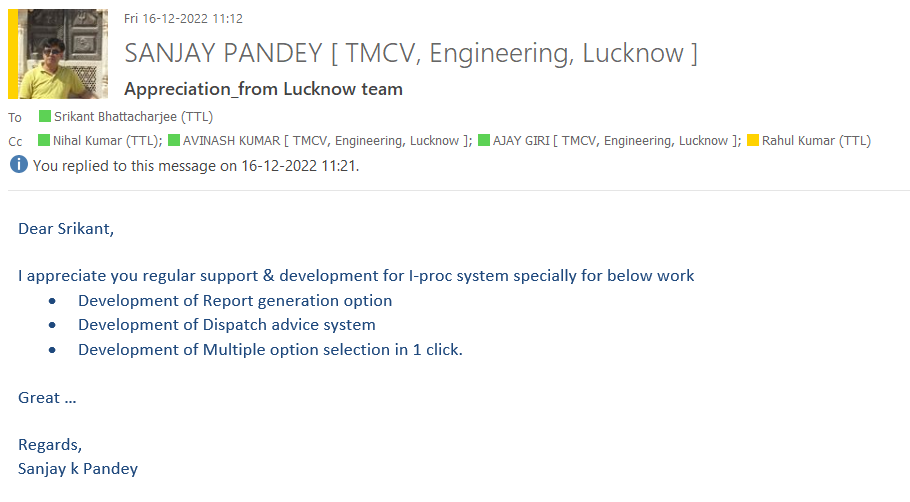 Fri 16-12-2022 11:12
SANJAY PANDEY [ TMCV, Engineering, Lucknow ]
Appreciation_from Lucknow team
To Srikant Bhattacharjee (TTL)
Cc Nihal Kumar (TTL); AVINASH KUMAR [ TMCV, Engineering, Lucknow ]; AJAY GIRI [ TMCV, Engineering, Lucknow ]; Rahul Kumar (TTL)
i You replied to this message on 16-12-2022 11:21.
Dear Srikant,
I appreciate you regular support & development for I-proc system specially for below work
• Development of Report generation option
• Development of Dispatch advice system
• Development of Multiple option selection in 1 click.
Great ...
Regards,
Sanjay k Pandey